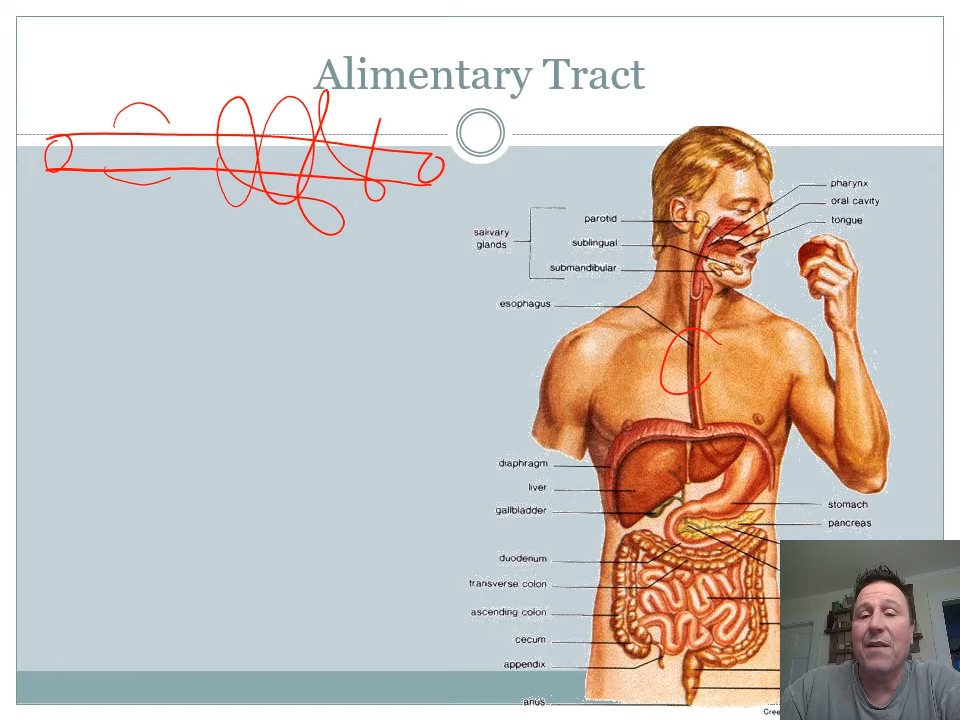 Alimentary Tract
pharynx
oral cavity
tongue
salivary
glands
parotid
sublingual
submandibular
esophagus
diaphragm
liver
gallbladder
stomach
pancreas
duodenum
transverse colon
ascending colon
cecum
appendix
anus